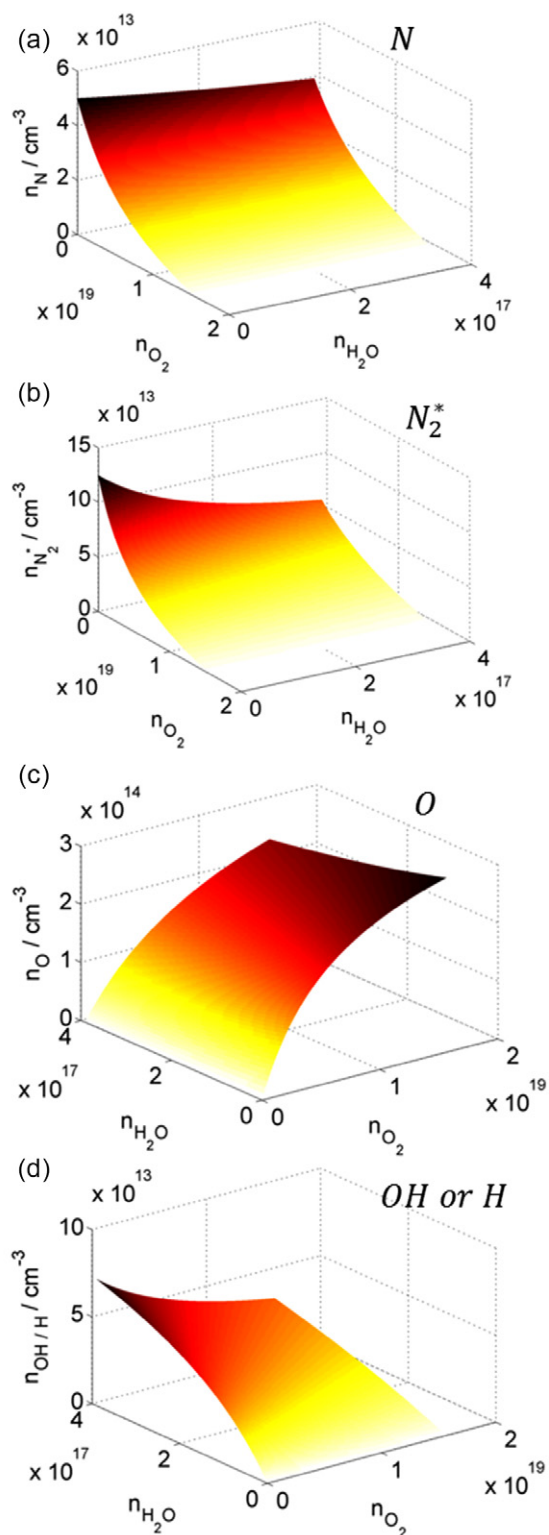 (a)
x 10^13
N
6
4
2
0
n_N / cm^-3
0
1
2
x 10^19
n_O2
0
2
4
x 10^17
n_H2O
(b)
x 10^13
N_2^*
15
10
5
0
n_N2* / cm^-3
0
1
2
x 10^19
n_O2
0
2
4
x 10^17
n_H2O
(c)
x 10^14
O
3
2
1
0
n_O / cm^-3
4
2
0
x 10^17
n_H2O
0
1
2
x 10^19
n_O2
(d)
x 10^13
OH or H
10
5
0
n_OH / H / cm^-3
4
2
0
x 10^17
n_H2O
0
1
2
x 10^19
n_O2